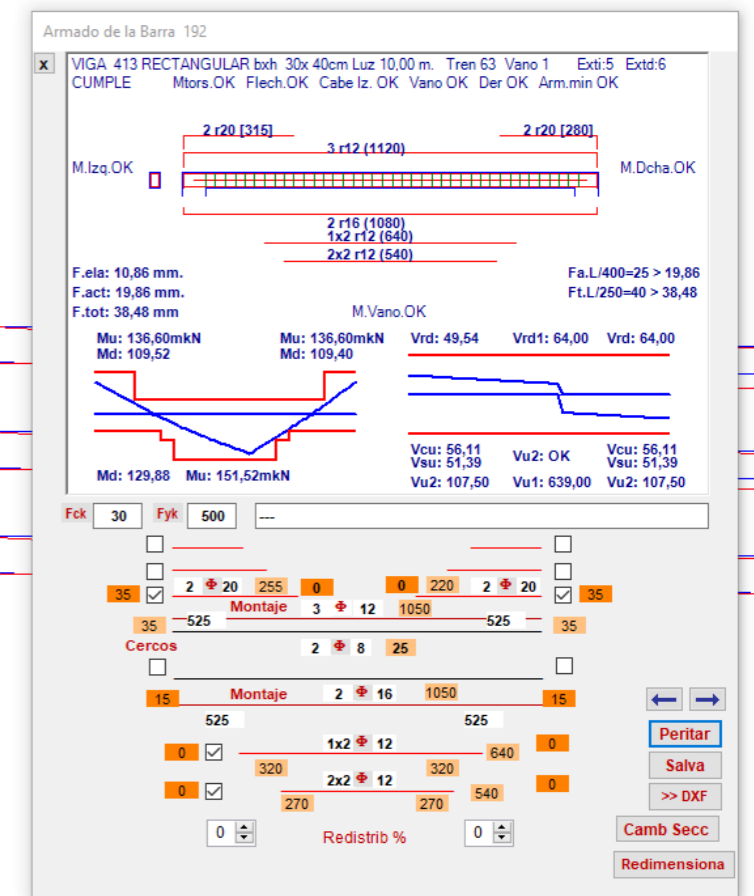 Armado de la Barra 192
x
VIGA 413 RECTANGULAR bxh 30x 40cm Luz 10,00 m. Tren 63 Vano 1 Exti:5 Extd:6
CUMPLE Mtors.OK Flech.OK Cabe Iz. OK Vano OK Der OK Arm.min OK
2 r20 [315] 2 r20 [280]
3 r12 (1120)
M.Izq.OK M.Dcha.OK
2 r16 (1080)
1x2 r12 (640)
2x2 r12 (540)
F.ela: 10,86 mm. Fa.L/400=25 > 19,86
F.act: 19,86 mm. Ft.L/250=40 > 38,48
F.tot: 38,48 mm M.Vano.OK
Mu: 136,60mkN Mu: 136,60mkN Vrd: 49,54 Vrd1: 64,00 Vrd: 64,00
Md: 109,52 Md: 109,40
Vcu: 56,11 Vcu: 56,11
Vsu: 51,39 Vu2: OK Vsu: 51,39
Md: 129,88 Mu: 151,52mkN Vu2: 107,50 Vu1: 639,00 Vu2: 107,50
Fck 30 Fyk 500 ---
35 2 Φ 20 255 0 0 220 2 Φ 20 35
Montaje 3 Φ 12 1050
35 525 525 35
Cercos 2 Φ 8 25
15 Montaje 2 Φ 16 1050 15
525 525
Peritar
0 1x2 Φ 12 640 0
320 320
Salva
0 2x2 Φ 12 540 0
270 270
>> DXF
0 Redistrib % 0
Camb Secc
Redimensiona